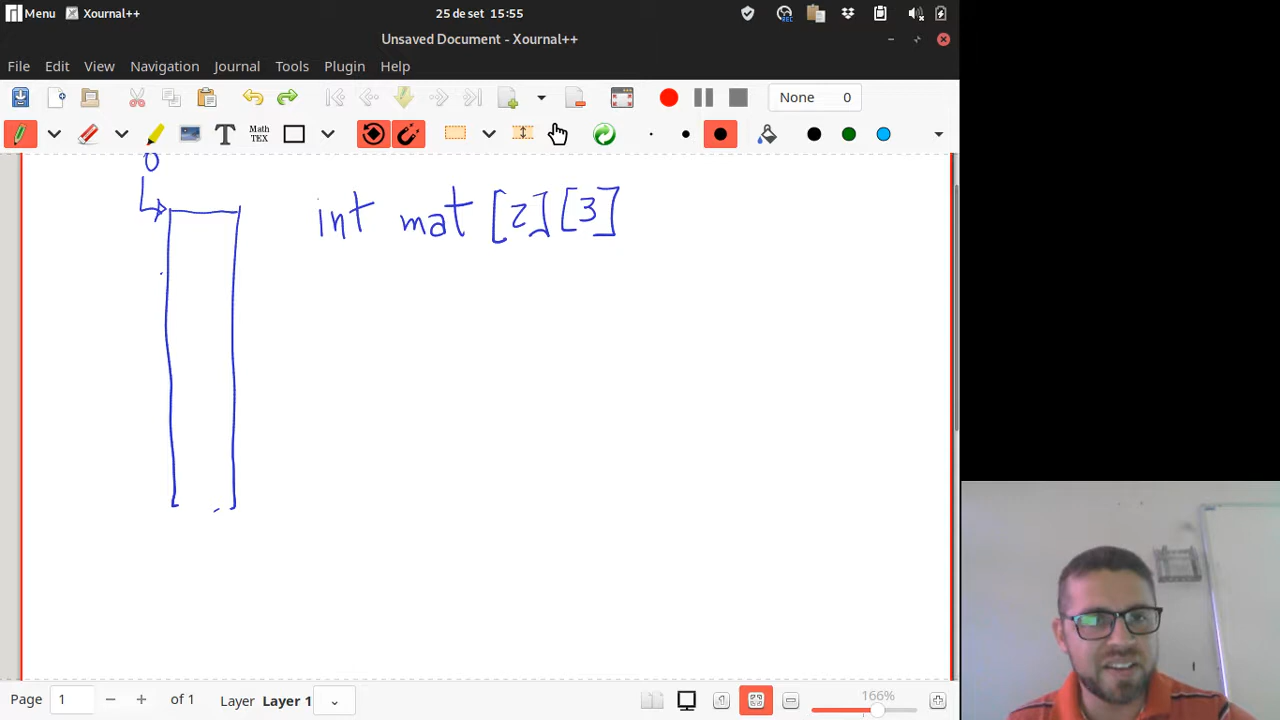 Menu Xournal++ 25 de set 15:55 REC
Unsaved Document - Xournal++
File Edit View Navigation Journal Tools Plugin Help
None 0
T Math TEX
0
int mat [2][3]
Page 1 of 1 Layer Layer 1 166%